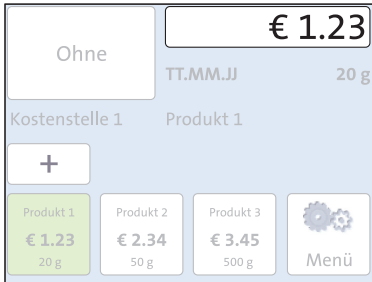 Ohne
€ 1.23
TT.MM.JJ 20 g
Kostenstelle 1 Produkt 1
+
Produkt 1 Produkt 2 Produkt 3
€ 1.23 € 2.34 € 3.45
20 g 50 g 500 g Menü